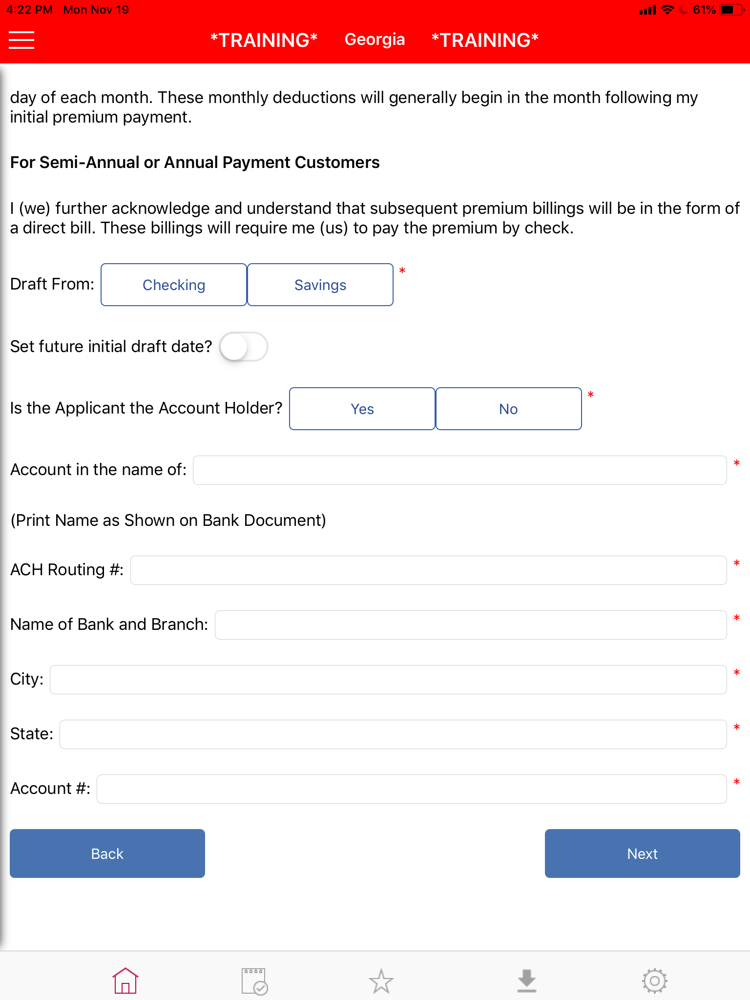 4:22 PM Mon Nov 19 61%
*TRAINING* Georgia *TRAINING*
day of each month. These monthly deductions will generally begin in the month following my
initial premium payment.
For Semi-Annual or Annual Payment Customers
I (we) further acknowledge and understand that subsequent premium billings will be in the form of
a direct bill. These billings will require me (us) to pay the premium by check.
Draft From: Checking Savings *
Set future initial draft date?
Is the Applicant the Account Holder? Yes No *
Account in the name of: *
(Print Name as Shown on Bank Document)
ACH Routing #: *
Name of Bank and Branch: *
City: *
State: *
Account #: *
Back Next